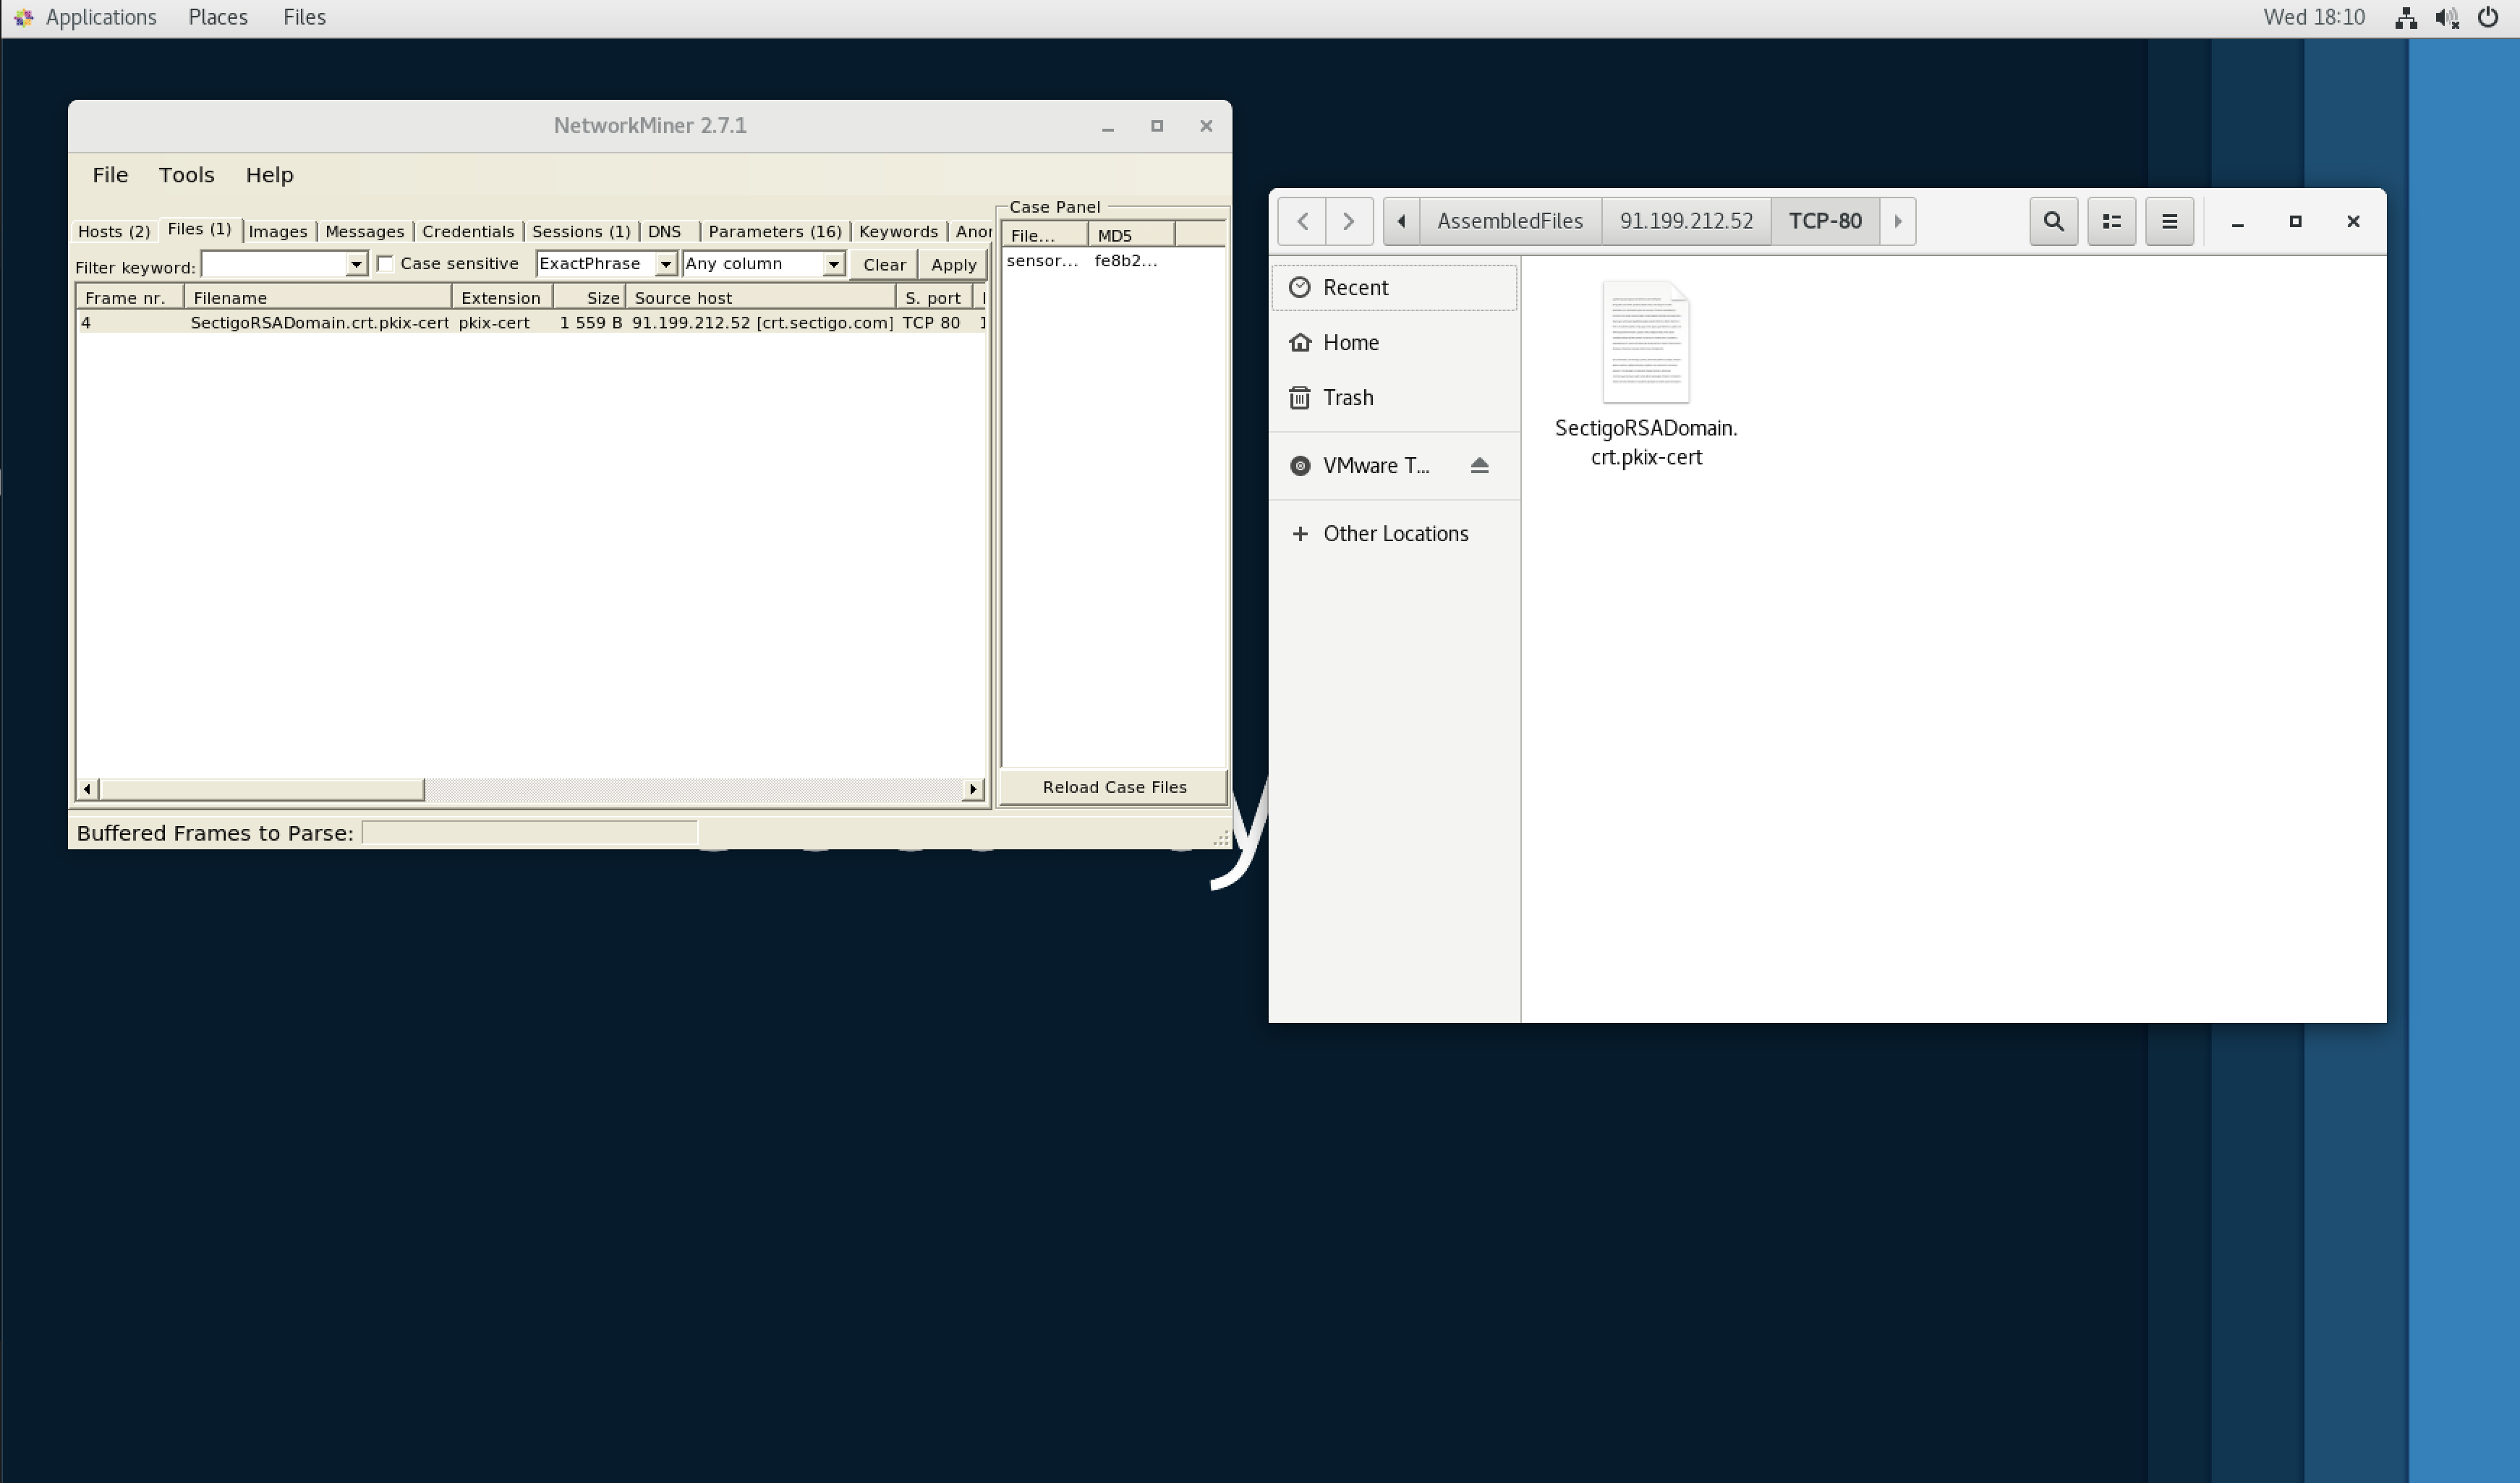 Applications Places Files Wed 18:10
NetworkMiner 2.7.1
File Tools Help
Hosts (2) Files (1) Images Messages Credentials Sessions (1) DNS Parameters (16) Keywords Anor
Filter keyword: Case sensitive ExactPhrase Any column Clear Apply
Frame nr. Filename Extension Size Source host S. port
4 SectigoRSADomain.crt.pkix-cert pkix-cert 1 559 B 91.199.212.52 [crt.sectigo.com] TCP 80
Case Panel
File... MD5
sensor... fe8b2...
Reload Case Files
Buffered Frames to Parse:
y
AssembledFiles 91.199.212.52 TCP-80
Recent
Home
Trash
VMware T...
Other Locations
SectigoRSADomain.
crt.pkix-cert